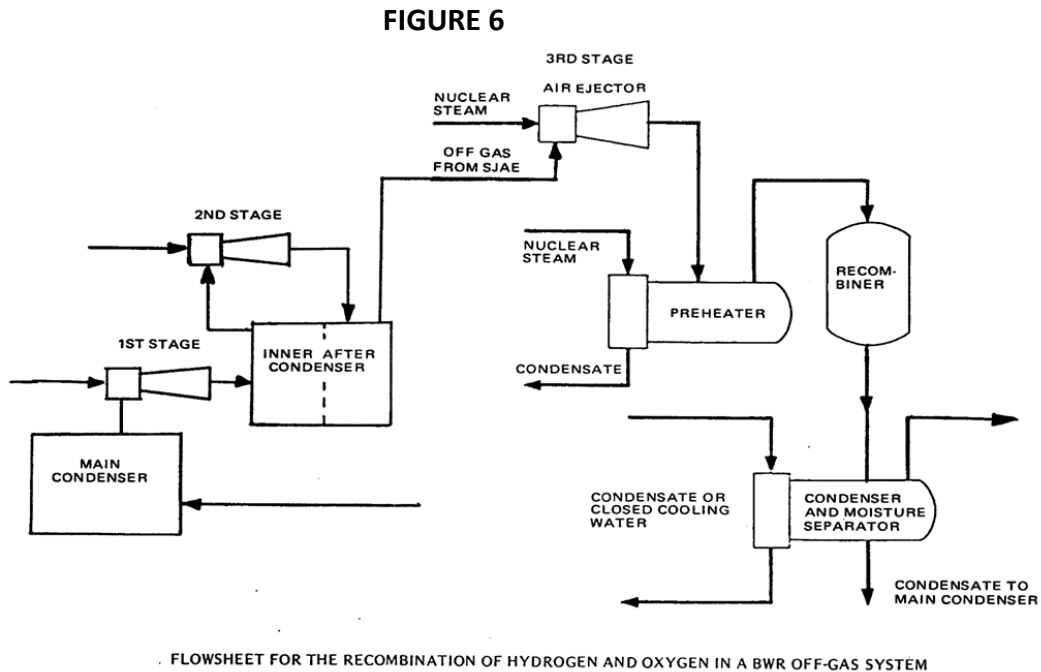 FIGURE 6
3RD STAGE
AIR EJECTOR
NUCLEAR
STEAM
OFF GAS
FROM SJAE
2ND STAGE
NUCLEAR
STEAM
PREHEATER
RECOM-
BINER
1ST STAGE
INNER AFTER
CONDENSER
CONDENSATE
MAIN
CONDENSER
CONDENSATE OR
CLOSED COOLING
WATER
CONDENSER
AND MOISTURE
SEPARATOR
CONDENSATE TO
MAIN CONDENSER
FLOWSHEET FOR THE RECOMBINATION OF HYDROGEN AND OXYGEN IN A BWR OFF-GAS SYSTEM